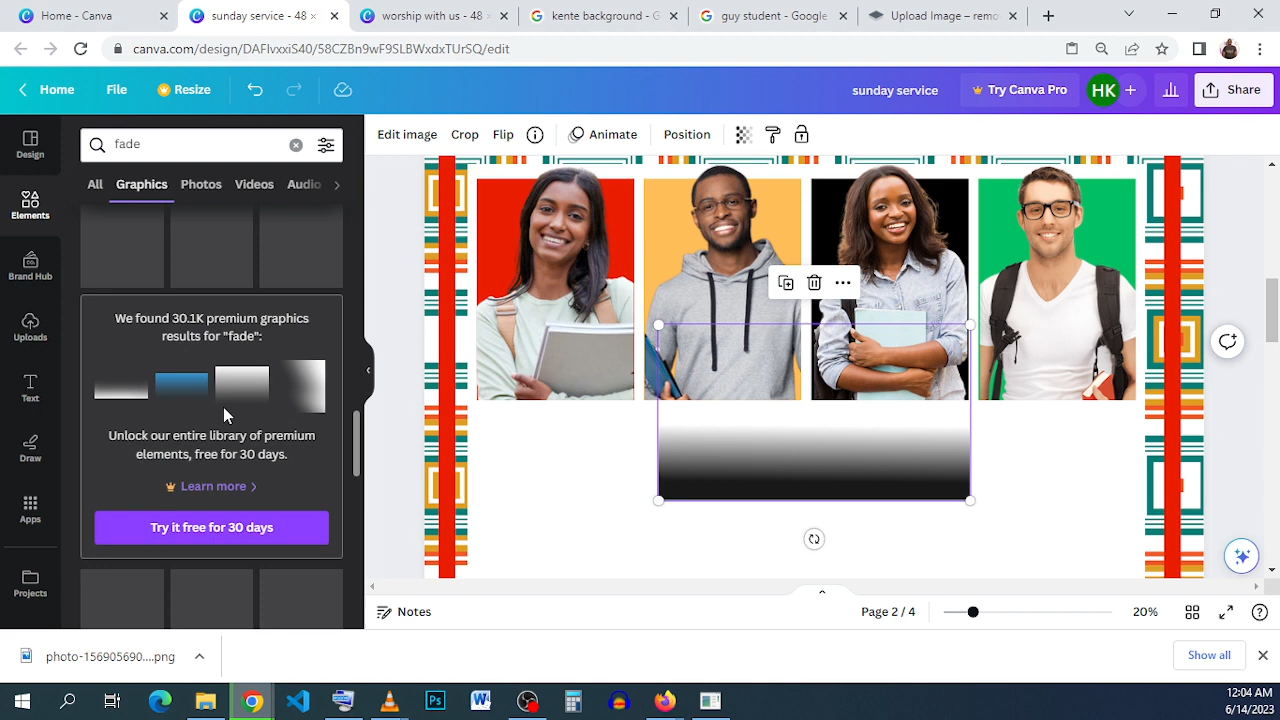 Home - Canva
sunday service - 48
worship with us - 48
kente background - G
guy student - Google
Upload Image – remo
canva.com/design/DAFlvxxiS40/58CZBn9wF9SLBWxdxTUrSQ/edit
Home
File
Resize
sunday service
Try Canva Pro
HK
Share
Design
Elements
Brand Hub
Uploads
Text
Draw
Apps
Projects
fade
All
Graphics
Photos
Videos
Audio
We found 30.1K premium graphics
results for "fade":
Unlock our entire library of premium
elements, free for 30 days.
Learn more
Try it free for 30 days
Edit image
Crop
Flip
Animate
Position
Notes
Page 2 / 4
20%
photo-156905690....png
Show all
Ps
W
12:04 AM
6/14/2023